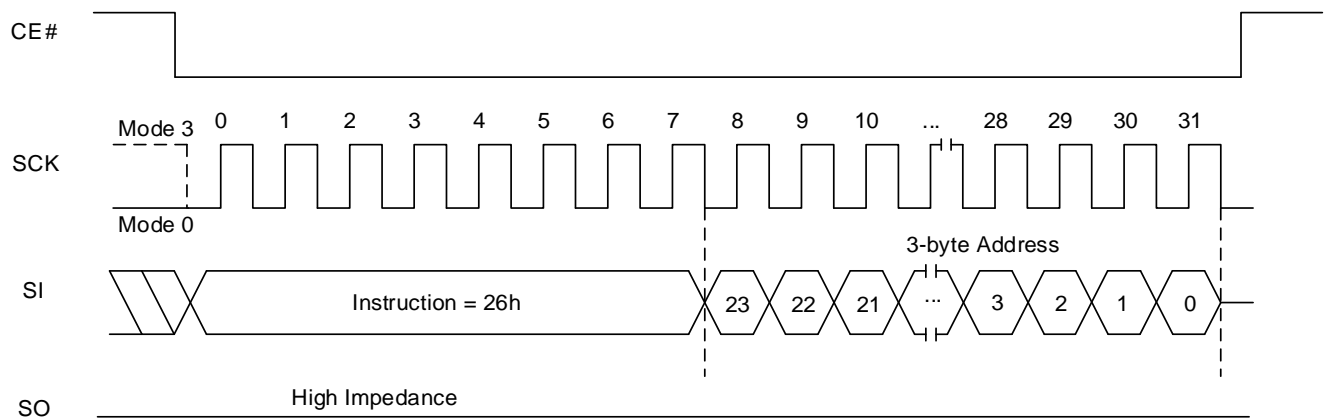 CE#
Mode 3
0 1 2 3 4 5 6 7 8 9 10 ... 28 29 30 31
SCK
Mode 0
3-byte Address
SI
Instruction = 26h
23 22 21 ... 3 2 1 0
High Impedance
SO